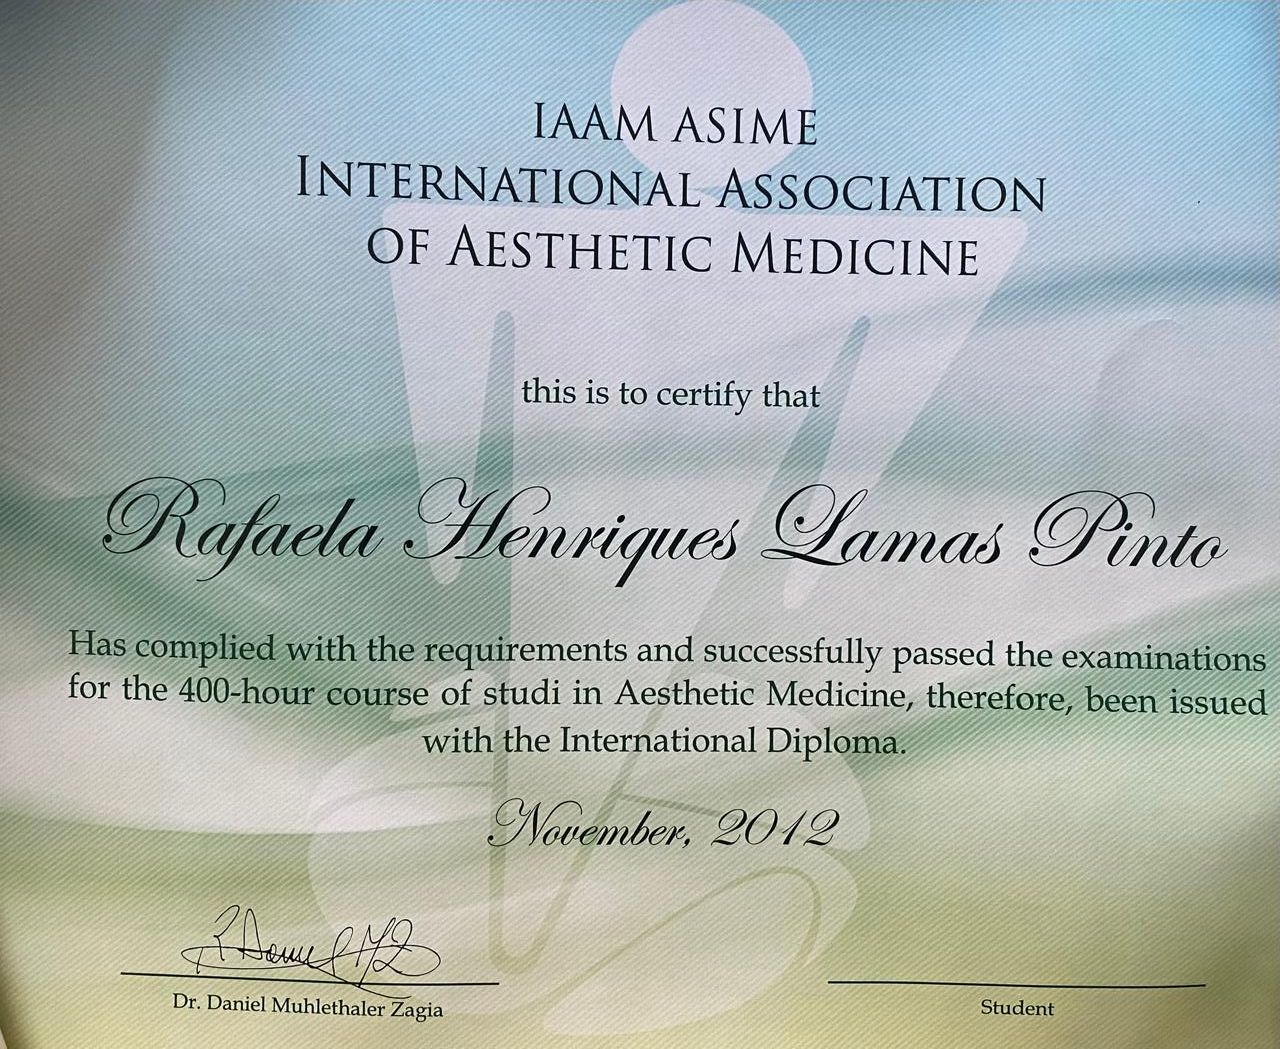 IAAM ASIME
INTERNATIONAL ASSOCIATION
OF AESTHETIC MEDICINE
this is to certify that
Rafaela Henriques Lamas Pinto
Has complied with the requirements and successfully passed the examinations
for the 400-hour course of studi in Aesthetic Medicine, therefore, been issued
with the International Diploma.
November, 2012
Dr. Daniel Muhlethaler Zagia
Student